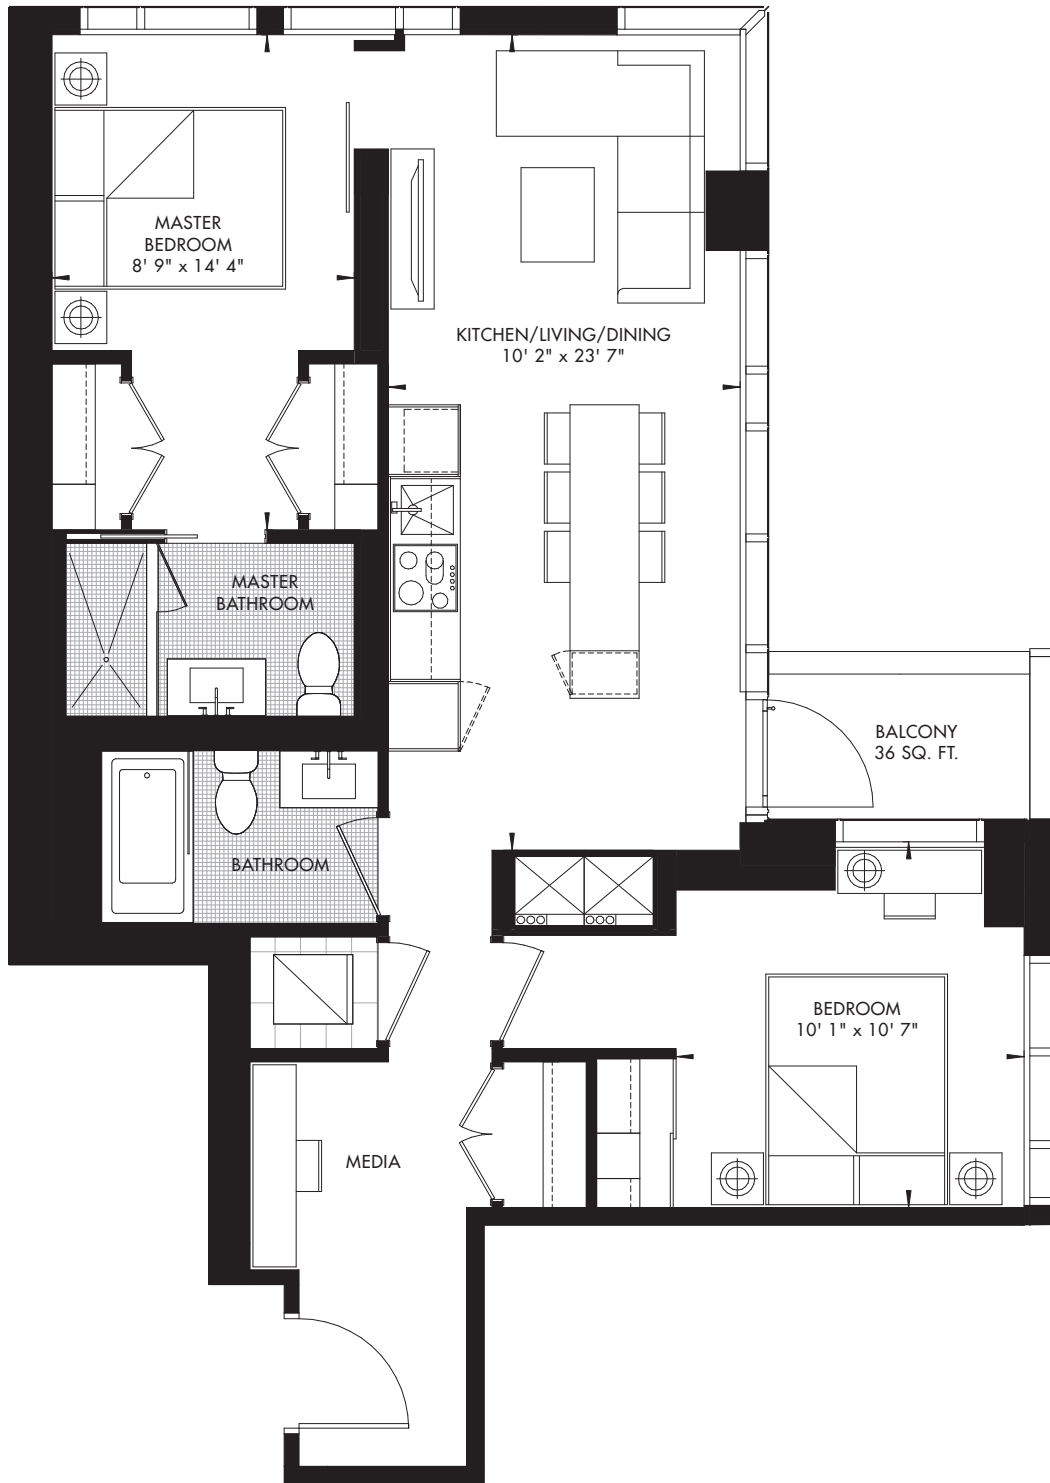 MASTER
BEDROOM
8' 9" x 14' 4"
KITCHEN/LIVING/DINING
10' 2" x 23' 7"
MASTER
BATHROOM
BALCONY
36 SQ. FT.
BATHROOM
BEDROOM
10' 1" x 10' 7"
MEDIA